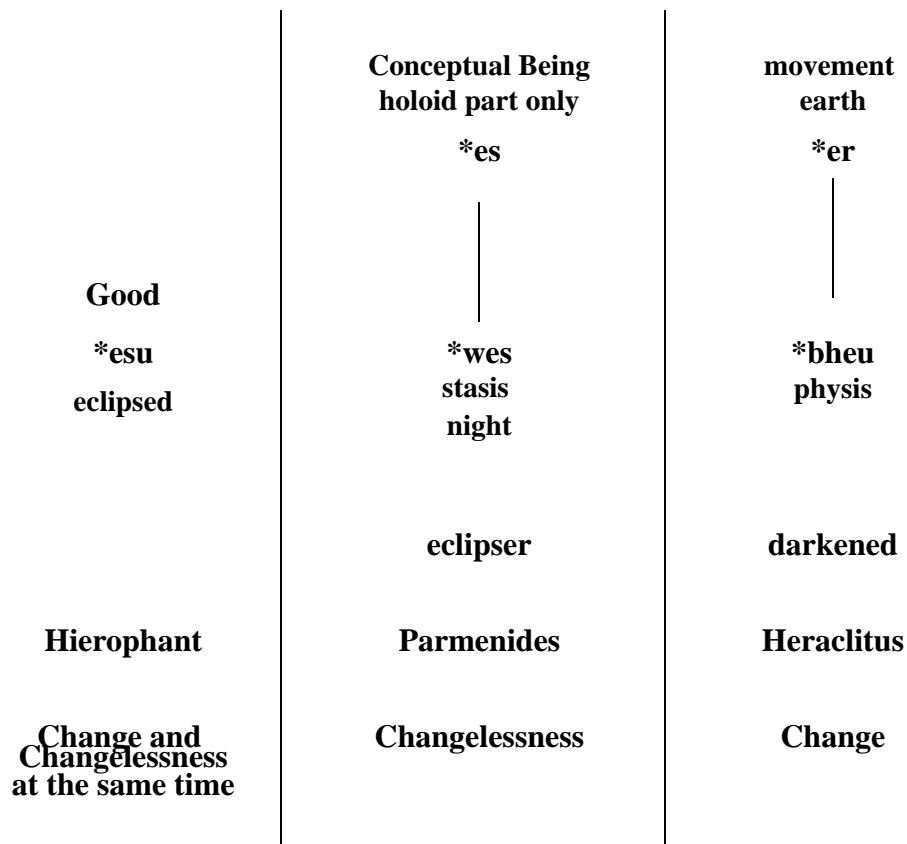 Good
*esu
eclipsed
Hierophant
Change and
Changelessness
at the same time
Conceptual Being
holoid part only
*es
*wes
stasis
night
eclipser
Parmenides
Changelessness
movement
earth
*er
*bheu
physis
darkened
Heraclitus
Change